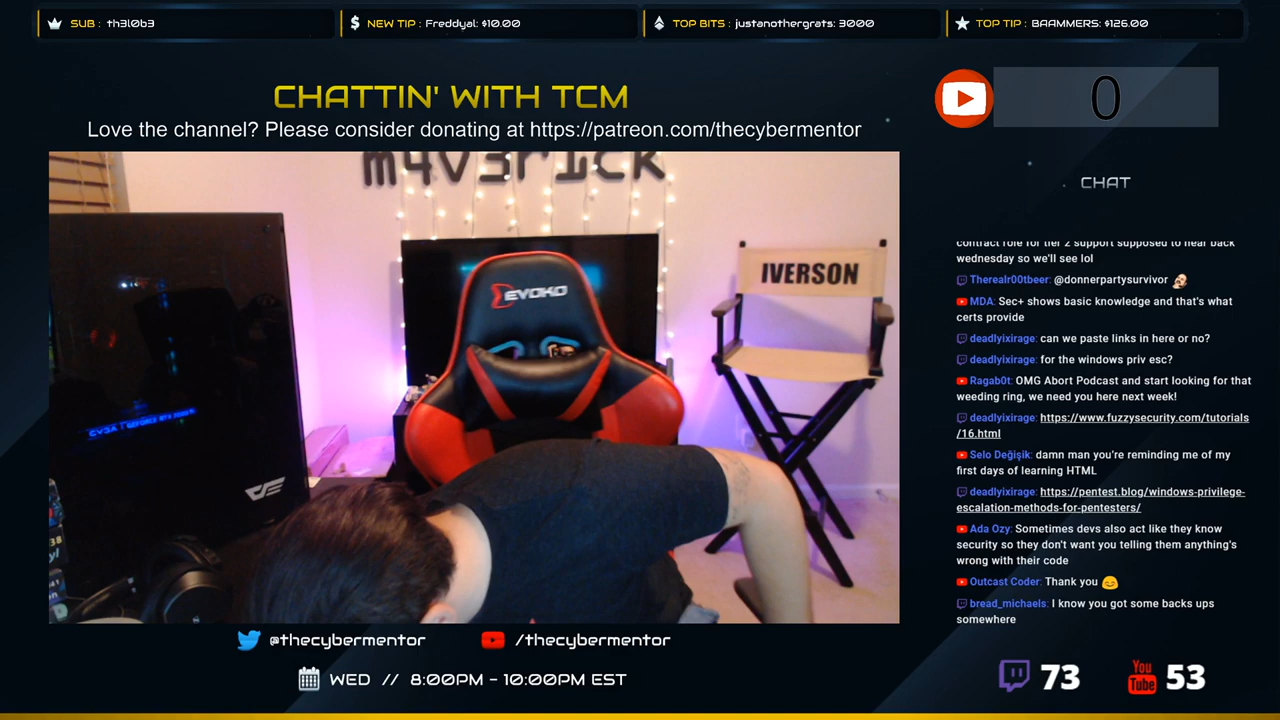 SUB : th3l0b3
NEW TIP : Freddyal: $10.00
TOP BITS : justanothergrats: 3000
TOP TIP : BAAMMERS: $126.00
CHATTIN' WITH TCM
Love the channel? Please consider donating at https://patreon.com/thecybermentor
0
m4v3r1ck
IVERSON
EVOKO
CHAT
contract role for tier 2 support supposed to hear back
wednesday so we'll see lol
Therealr00tbeer: @donnerpartysurvivor
MDA: Sec+ shows basic knowledge and that's what
certs provide
deadlyixirage: can we paste links in here or no?
deadlyixirage: for the windows priv esc?
Ragab0t: OMG Abort Podcast and start looking for that
weeding ring, we need you here next week!
deadlyixirage: https://www.fuzzysecurity.com/tutorials
/16.html
Selo Değişik: damn man you're reminding me of my
first days of learning HTML
deadlyixirage: https://pentest.blog/windows-privilege-
escalation-methods-for-pentesters/
Ada Ozy: Sometimes devs also act like they know
security so they don't want you telling them anything's
wrong with their code
Outcast Coder: Thank you 😊
bread_michaels: I know you got some backs ups
somewhere
@thecybermentor
/thecybermentor
WED // 8:00PM - 10:00PM EST
73
You
Tube
53